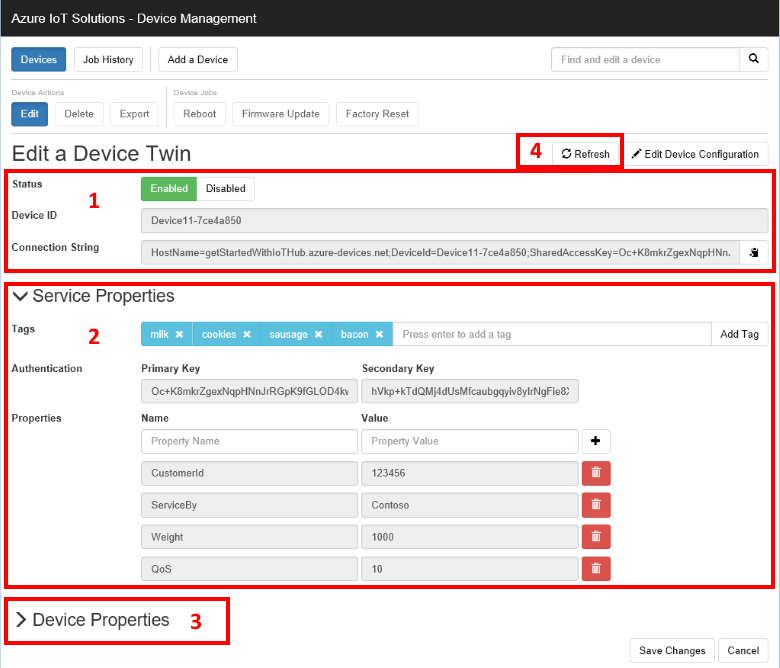 Azure IoT Solutions - Device Management
Devices Job History Add a Device Find and edit a device
Device Actions Device Jobs
Edit Delete Export Reboot Firmware Update Factory Reset
Edit a Device Twin 4 Refresh Edit Device Configuration
Status 1 Enabled Disabled
Device ID Device11-7ce4a850
Connection String HostName=getStartedWithIoTHub.azure-devices.net;DeviceId=Device11-7ce4a850;SharedAccessKey=Oc+K8mkrZgexNqpHNn
Service Properties
Tags 2 milk cookies sausage bacon Press enter to add a tag Add Tag
Authentication Primary Key Secondary Key
Oc+K8mkrZgexNqpHNnJrRGpK9fGLOD4kw hVkp+kTdQMj4dUsMfcaubgqyiv8yIrNgFie8X
Properties Name Value
Property Name Property Value
CustomerId 123456
ServiceBy Contoso
Weight 1000
QoS 10
Device Properties 3
Save Changes Cancel